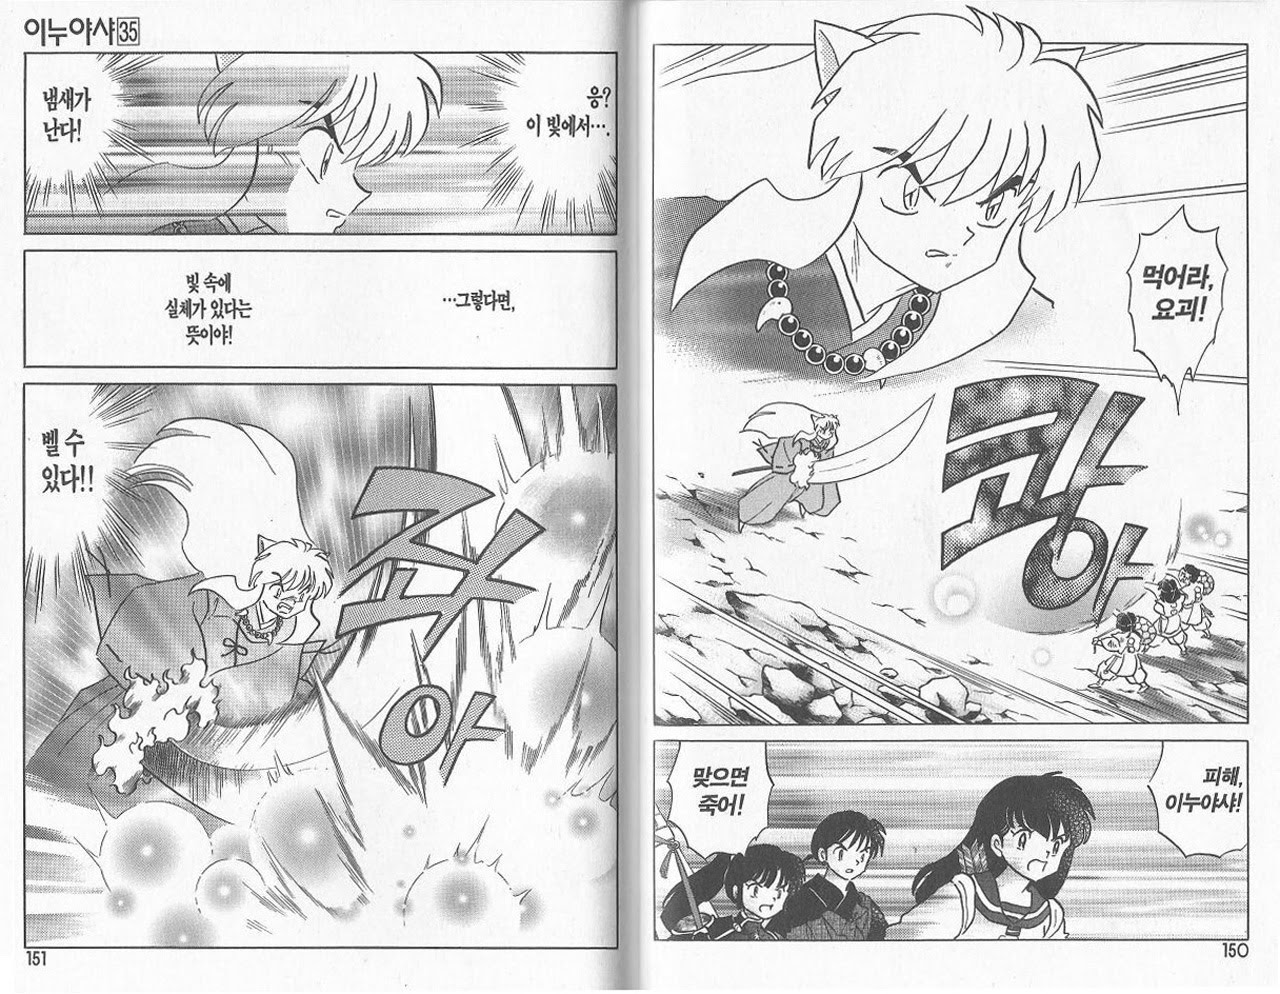 먹어라,
요괴!
콰아
피해,
이누야샤!
맞으면
죽어!
150
이누야샤 35
응?
이 빛에서….
냄새가
난다!
…그렇다면,
빛 속에
실체가 있다는
뜻이야!
벨 수
있다!!
151